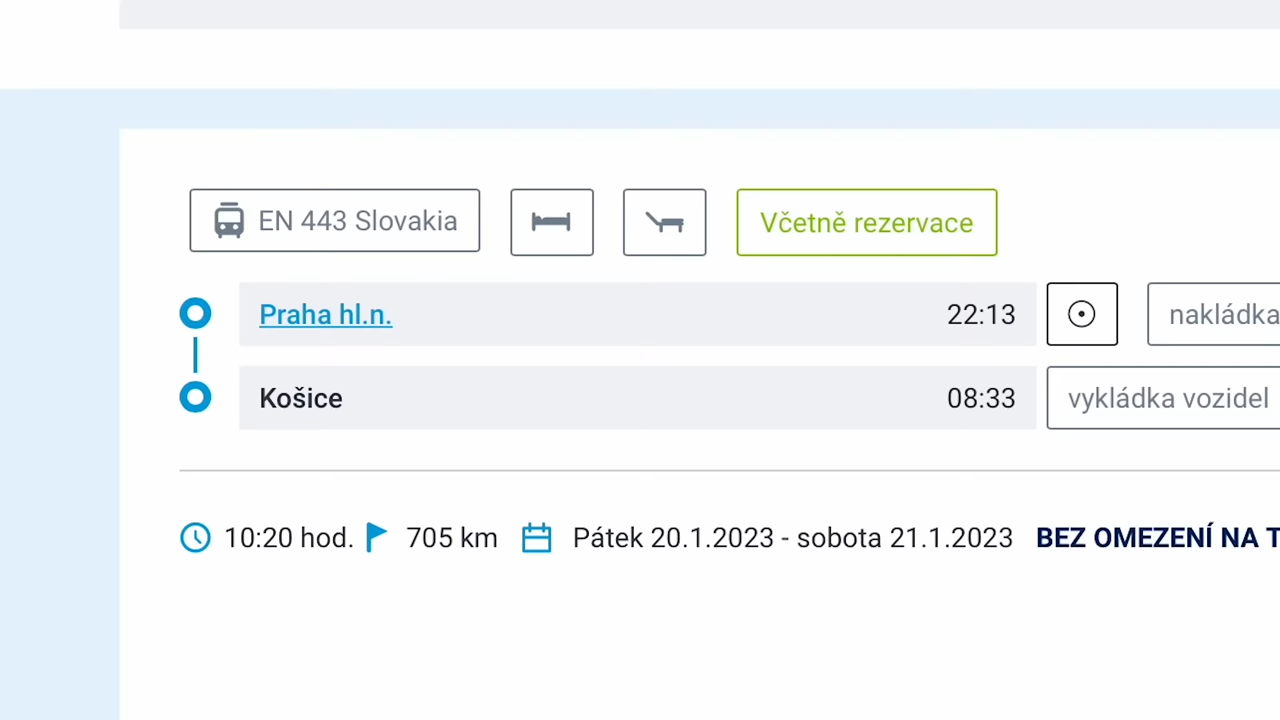 EN 443 Slovakia Včetně rezervace
Praha hl.n. 22:13 nakládka
Košice 08:33 vykládka vozidel
10:20 hod. 705 km Pátek 20.1.2023 - sobota 21.1.2023 BEZ OMEZENÍ NA T